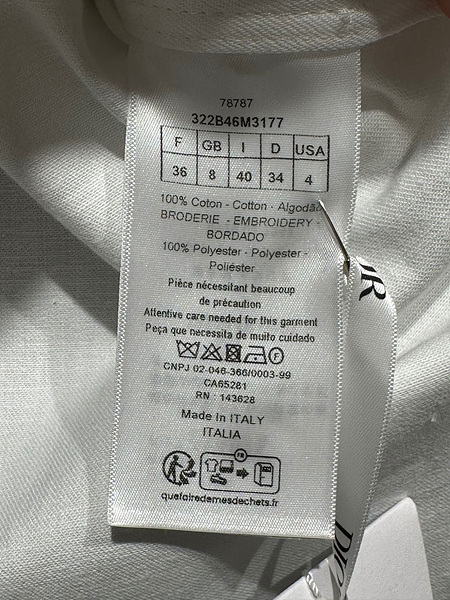 78787
322B46M3177
F GB I D USA
36 8 40 34 4
100% Coton - Cotton - Algodão
BRODERIE - EMBROIDERY -
BORDADO
100% Polyester - Polyester -
Poliéster
Pièce nécessitant beaucoup
de précaution
Attentive care needed for this garment
Peça que necessita de muito cuidado
F
CNPJ 02-046-366/0003-99
CA65281
RN : 143628
Made in ITALY
ITALIA
FR
quefairedemesdechets.fr